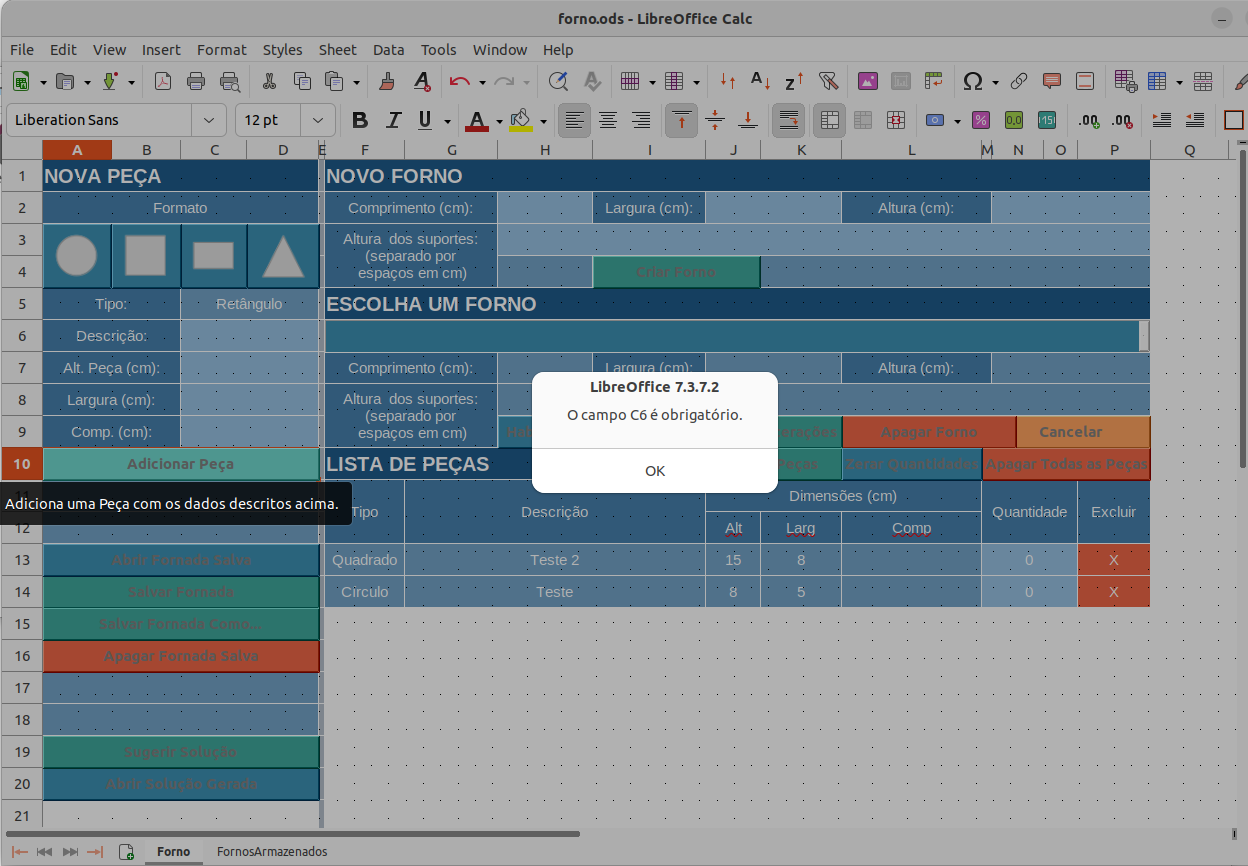 forno.ods - LibreOffice Calc
File Edit View Insert Format Styles Sheet Data Tools Window Help
Liberation Sans 12 pt
A B C D E F G H I J K L M N O P Q
1 NOVA PEÇA NOVO FORNO
2 Formato Comprimento (cm): Largura (cm): Altura (cm):
3 Altura dos suportes:
(separado por
4 espaços em cm) Criar Forno
5 Tipo: Retângulo ESCOLHA UM FORNO
6 Descrição:
7 Alt. Peça (cm): Comprimento (cm): Largura (cm): Altura (cm):
8 Largura (cm): Altura dos suportes:
(separado por
9 Comp. (cm): espaços em cm) Apagar Forno Cancelar
10 Adicionar Peça LISTA DE PEÇAS Peças Zerar Quantidades Apagar Todas as Peças
LibreOffice 7.3.7.2
O campo C6 é obrigatório.
OK
Adiciona uma Peça com os dados descritos acima.
11 Tipo Descrição Dimensões (cm) Quantidade Excluir
12 Alt Larg Comp
13 Abrir Fornada Salva Quadrado Teste 2 15 8 0 X
14 Salvar Fornada Círculo Teste 8 5 0 X
15 Salvar Fornada Como...
16 Apagar Fornada Salva
17
18
19 Sugerir Solução
20 Abrir Solução Gerada
21
Forno FornosArmazenados